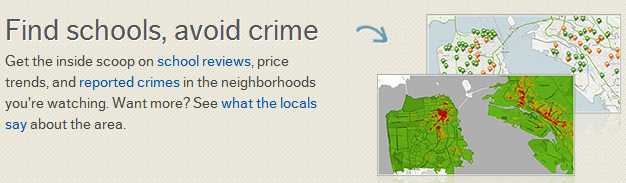 Find schools, avoid crime
Get the inside scoop on school reviews, price
trends, and reported crimes in the neighborhoods
you're watching. Want more? See what the locals
say about the area.